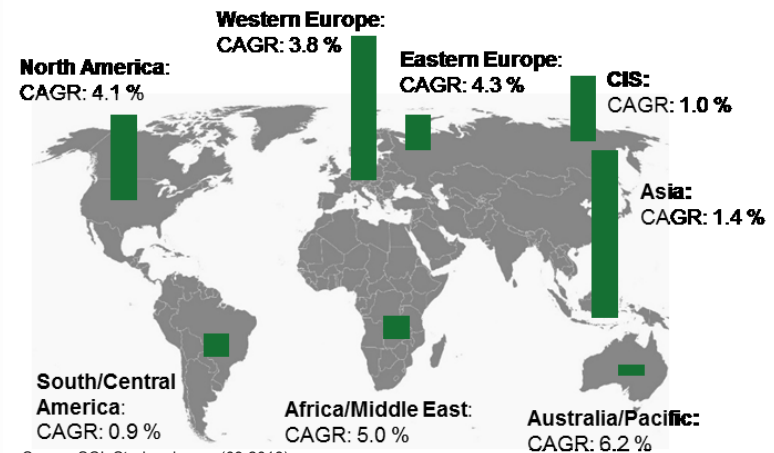 Western Europe:
CAGR: 3.8 %
North America:
CAGR: 4.1 %
Eastern Europe:
CAGR: 4.3 %
CIS:
CAGR: 1.0 %
Asia:
CAGR: 1.4 %
South/Central
America:
CAGR: 0.9 %
Africa/Middle East:
CAGR: 5.0 %
Australia/Pacific:
CAGR: 6.2 %